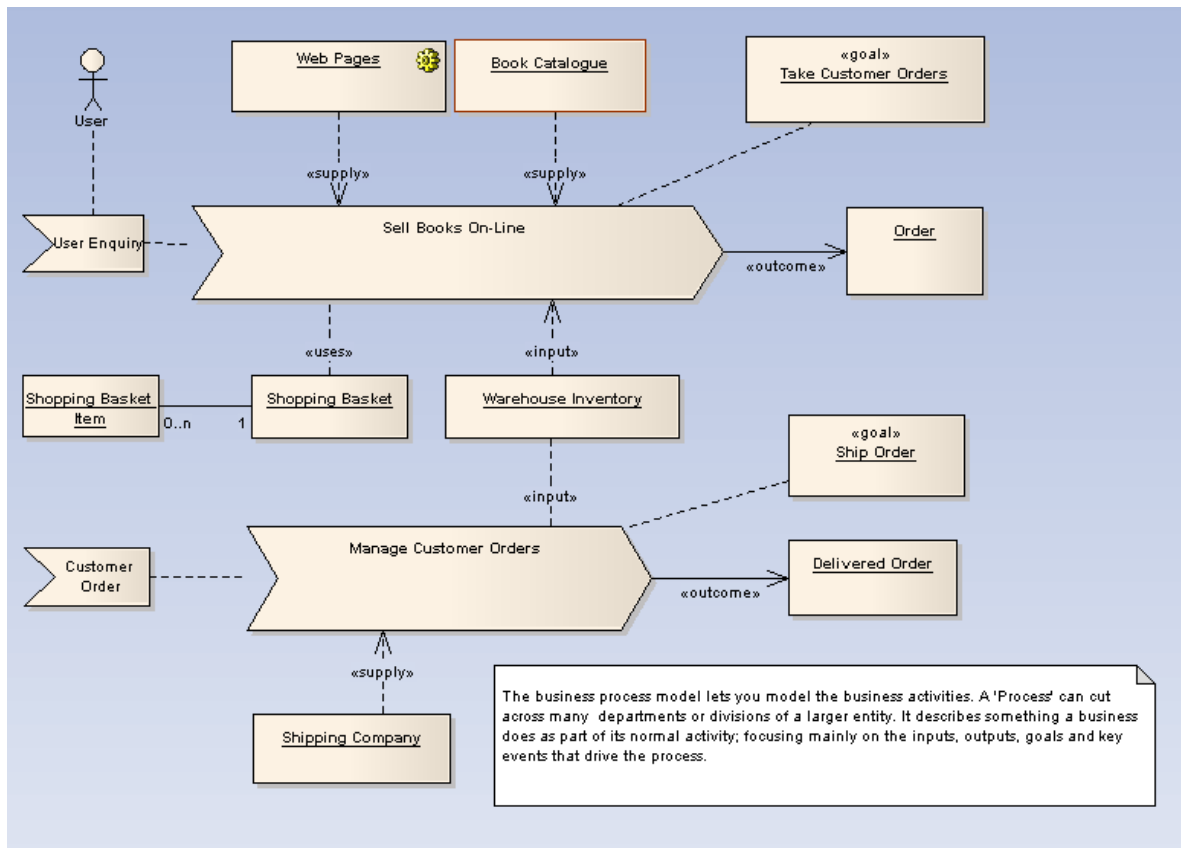 Web Pages
Book Catalogue
«goal»
Take Customer Orders
User
«supply»
«supply»
User Enquiry
Sell Books On-Line
Order
«outcome»
«uses»
«input»
Shopping Basket
Item
0..n
1
Shopping Basket
Warehouse Inventory
«goal»
Ship Order
«input»
Customer
Order
Manage Customer Orders
Delivered Order
«outcome»
«supply»
Shipping Company
The business process model lets you model the business activities. A 'Process' can cut
across many departments or divisions of a larger entity. It describes something a business
does as part of its normal activity; focusing mainly on the inputs, outputs, goals and key
events that drive the process.